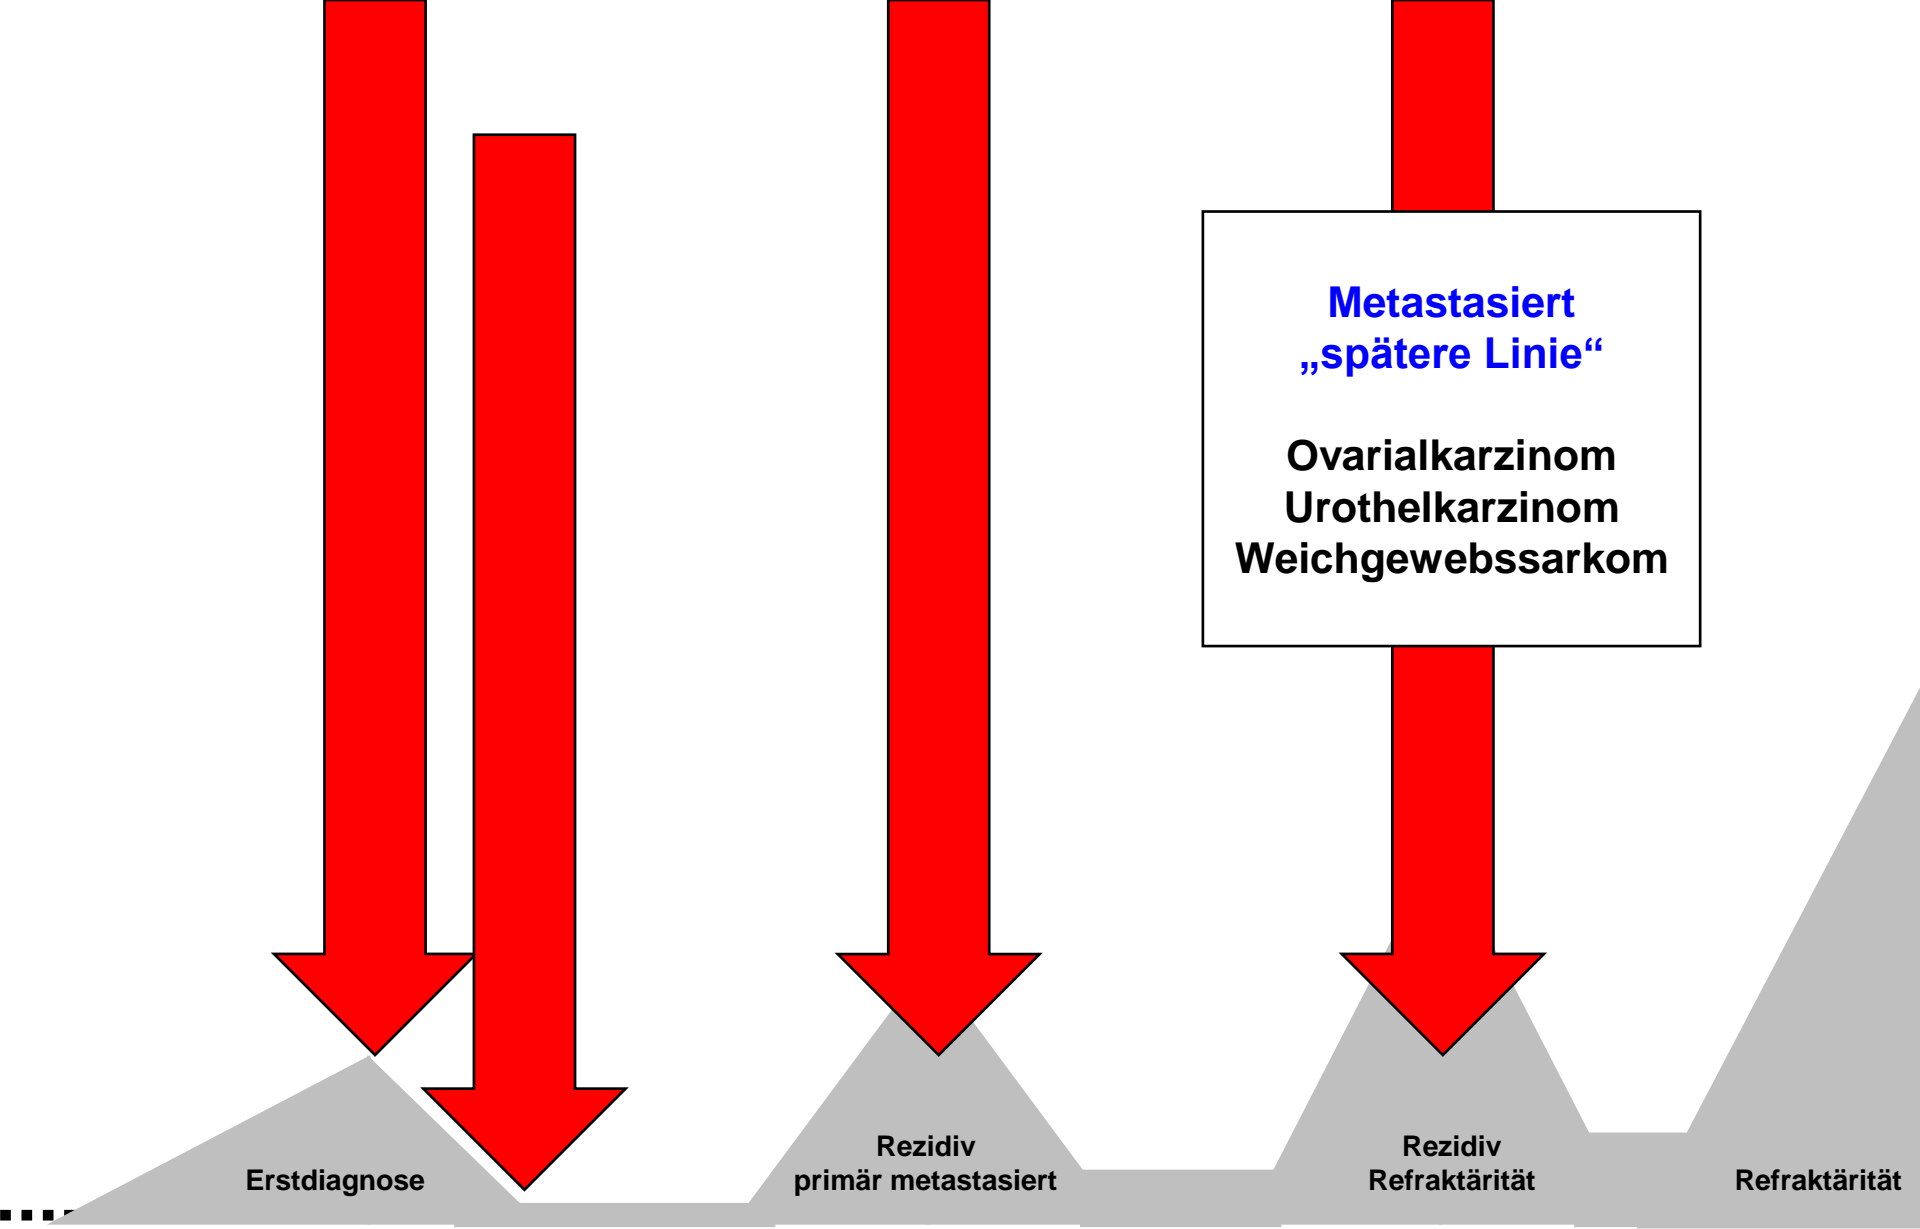 Metastasiert
„spätere Linie“
Ovarialkarzinom
Urothelkarzinom
Weichgewebssarkom
Erstdiagnose
Rezidiv
primär metastasiert
Rezidiv
Refraktärität
Refraktärität